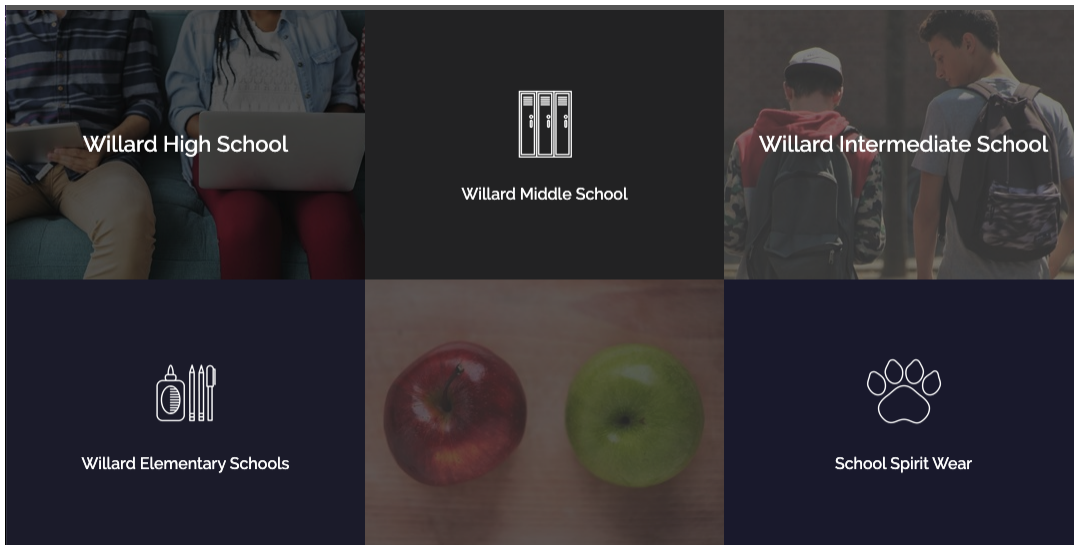 Willard High School
Willard Middle School
Willard Intermediate School
Willard Elementary Schools
School Spirit Wear